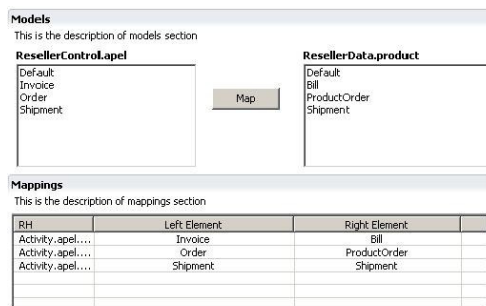 Models
This is the description of models section
ResellerControl.apel ResellerData.product
Default
Invoice
Order
Shipment
Map
Default
Bill
ProductOrder
Shipment
Mappings
This is the description of mappings section
RH Left Element Right Element
Activity.apel.... Invoice Bill
Activity.apel.... Order ProductOrder
Activity.apel.... Shipment Shipment